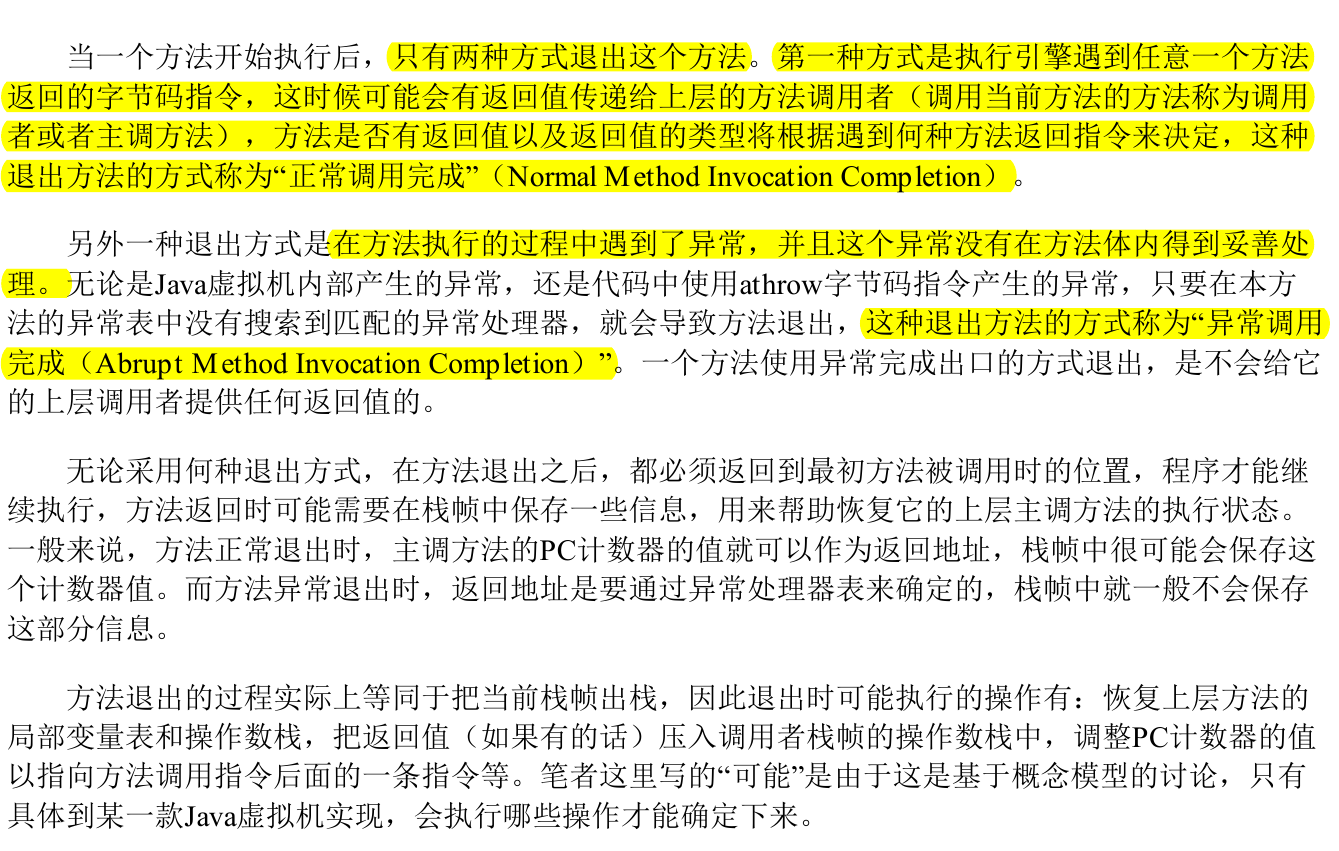 当一个方法开始执行后，只有两种方式退出这个方法。第一种方式是执行引擎遇到任意一个方法
返回的字节码指令，这时候可能会有返回值传递给上层的方法调用者（调用当前方法的方法称为调用
者或者主调方法），方法是否有返回值以及返回值的类型将根据遇到何种方法返回指令来决定，这种
退出方法的方式称为“正常调用完成”（Normal Method Invocation Completion）。
另外一种退出方式是在方法执行的过程中遇到了异常，并且这个异常没有在方法体内得到妥善处
理。无论是Java虚拟机内部产生的异常，还是代码中使用athrow字节码指令产生的异常，只要在本方
法的异常表中没有搜索到匹配的异常处理器，就会导致方法退出，这种退出方法的方式称为“异常调用
完成（Abrupt Method Invocation Completion）”。一个方法使用异常完成出口的方式退出，是不会给它
的上层调用者提供任何返回值的。
无论采用何种退出方式，在方法退出之后，都必须返回到最初方法被调用时的位置，程序才能继
续执行，方法返回时可能需要在栈帧中保存一些信息，用来帮助恢复它的上层主调方法的执行状态。
一般来说，方法正常退出时，主调方法的PC计数器的值就可以作为返回地址，栈帧中很可能会保存这
个计数器值。而方法异常退出时，返回地址是要通过异常处理器表来确定的，栈帧中就一般不会保存
这部分信息。
方法退出的过程实际上等同于把当前栈帧出栈，因此退出时可能执行的操作有：恢复上层方法的
局部变量表和操作数栈，把返回值（如果有的话）压入调用者栈帧的操作数栈中，调整PC计数器的值
以指向方法调用指令后面的一条指令等。笔者这里写的“可能”是由于这是基于概念模型的讨论，只有
具体到某一款Java虚拟机实现，会执行哪些操作才能确定下来。